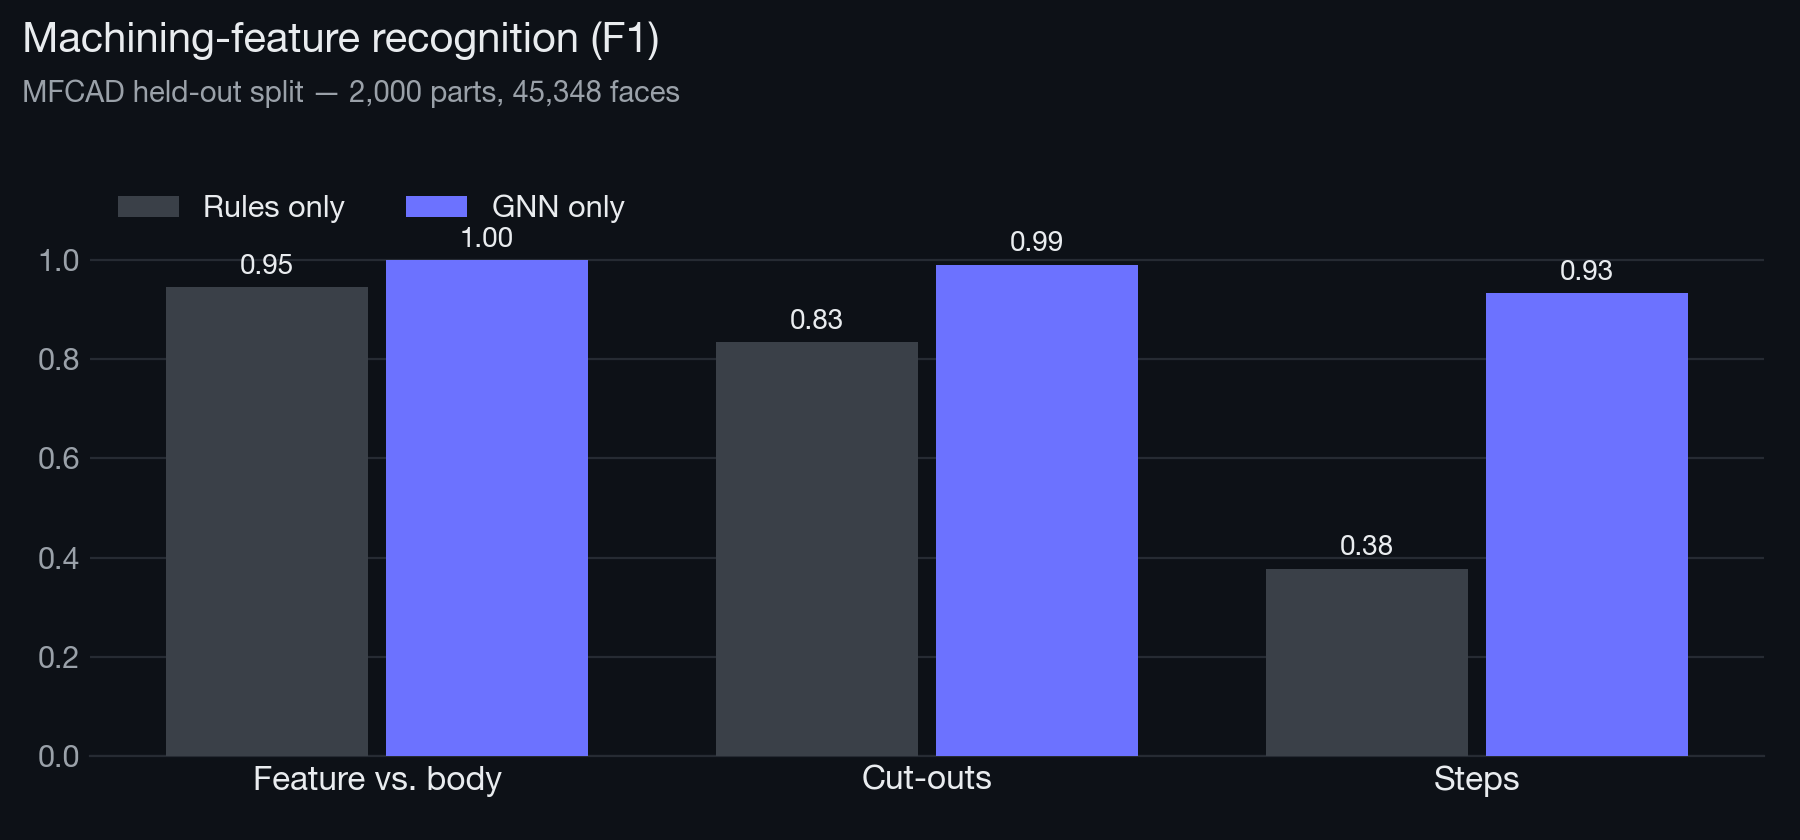 Machining-feature recognition (F1)
MFCAD held-out split — 2,000 parts, 45,348 faces
Rules only
GNN only
1.0
0.8
0.6
0.4
0.2
0.0
0.95
1.00
0.83
0.99
0.38
0.93
Feature vs. body
Cut-outs
Steps